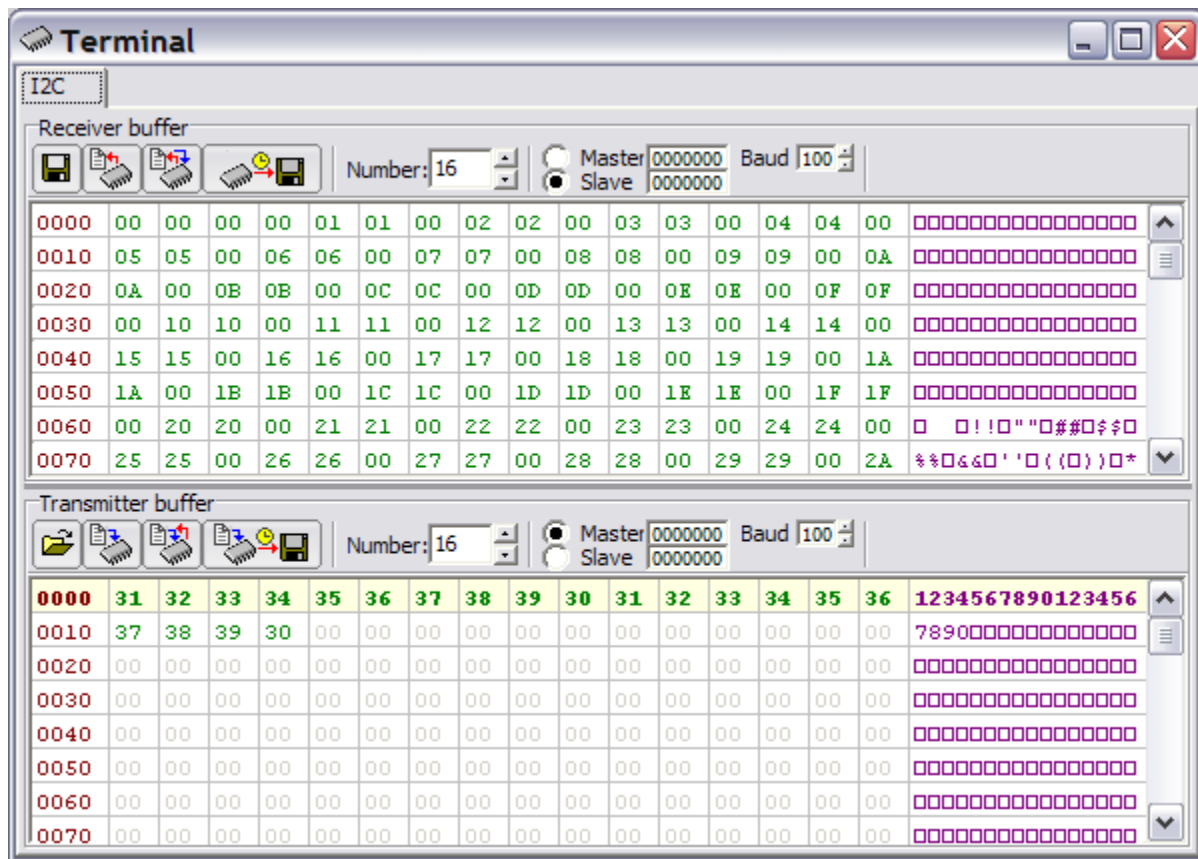 Terminal
I2C
Receiver buffer
Number: 16 Master 0000000 Baud 100
Slave 0000000
0000 00 00 00 00 01 01 00 02 02 00 03 03 00 04 04 00 □□□□□□□□□□□□□□□□
0010 05 05 00 06 06 00 07 07 00 08 08 00 09 09 00 0A □□□□□□□□□□□□□□□□
0020 0A 00 0B 0B 00 0C 0C 00 0D 0D 00 0E 0E 00 0F 0F □□□□□□□□□□□□□□□□
0030 00 10 10 00 11 11 00 12 12 00 13 13 00 14 14 00 □□□□□□□□□□□□□□□□
0040 15 15 00 16 16 00 17 17 00 18 18 00 19 19 00 1A □□□□□□□□□□□□□□□□
0050 1A 00 1B 1B 00 1C 1C 00 1D 1D 00 1E 1E 00 1F 1F □□□□□□□□□□□□□□□□
0060 00 20 20 00 21 21 00 22 22 00 23 23 00 24 24 00 □  □!!□""□##□$$□
0070 25 25 00 26 26 00 27 27 00 28 28 00 29 29 00 2A %%□&&□''□((□))□*
Transmitter buffer
Number: 16 Master 0000000 Baud 100
Slave 0000000
0000 31 32 33 34 35 36 37 38 39 30 31 32 33 34 35 36 1234567890123456
0010 37 38 39 30 00 00 00 00 00 00 00 00 00 00 00 00 7890□□□□□□□□□□□□
0020 00 00 00 00 00 00 00 00 00 00 00 00 00 00 00 00 □□□□□□□□□□□□□□□□
0030 00 00 00 00 00 00 00 00 00 00 00 00 00 00 00 00 □□□□□□□□□□□□□□□□
0040 00 00 00 00 00 00 00 00 00 00 00 00 00 00 00 00 □□□□□□□□□□□□□□□□
0050 00 00 00 00 00 00 00 00 00 00 00 00 00 00 00 00 □□□□□□□□□□□□□□□□
0060 00 00 00 00 00 00 00 00 00 00 00 00 00 00 00 00 □□□□□□□□□□□□□□□□
0070 00 00 00 00 00 00 00 00 00 00 00 00 00 00 00 00 □□□□□□□□□□□□□□□□